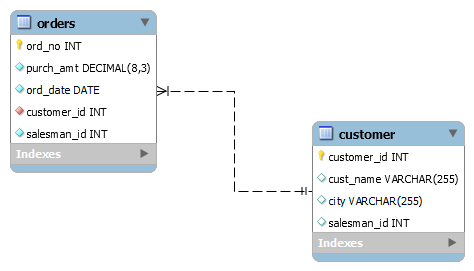 orders
ord_no INT
purch_amt DECIMAL(8,3)
ord_date DATE
customer_id INT
salesman_id INT
Indexes
customer
customer_id INT
cust_name VARCHAR(255)
city VARCHAR(255)
salesman_id INT
Indexes